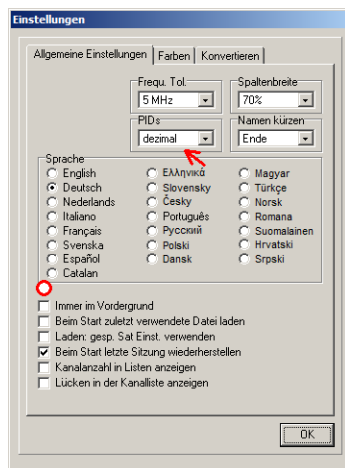 Einstellungen
Allgemeine Einstellungen Farben Konvertieren
Frequ. Tol. Spaltenbreite
5 MHz 70%
PIDs Namen kürzen
dezimal Ende
Sprache
English Ελληνικά Magyar
Deutsch Slovensky Türkçe
Nederlands Česky Norsk
Italiano Português Romana
Français Русский Suomalainen
Svenska Polski Hrvatski
Español Dansk Srpski
Catalan
Immer im Vordergrund
Beim Start zuletzt verwendete Datei laden
Laden: gesp. Sat Einst. verwenden
Beim Start letzte Sitzung wiederherstellen
Kanalanzahl in Listen anzeigen
Lücken in der Kanalliste anzeigen
OK